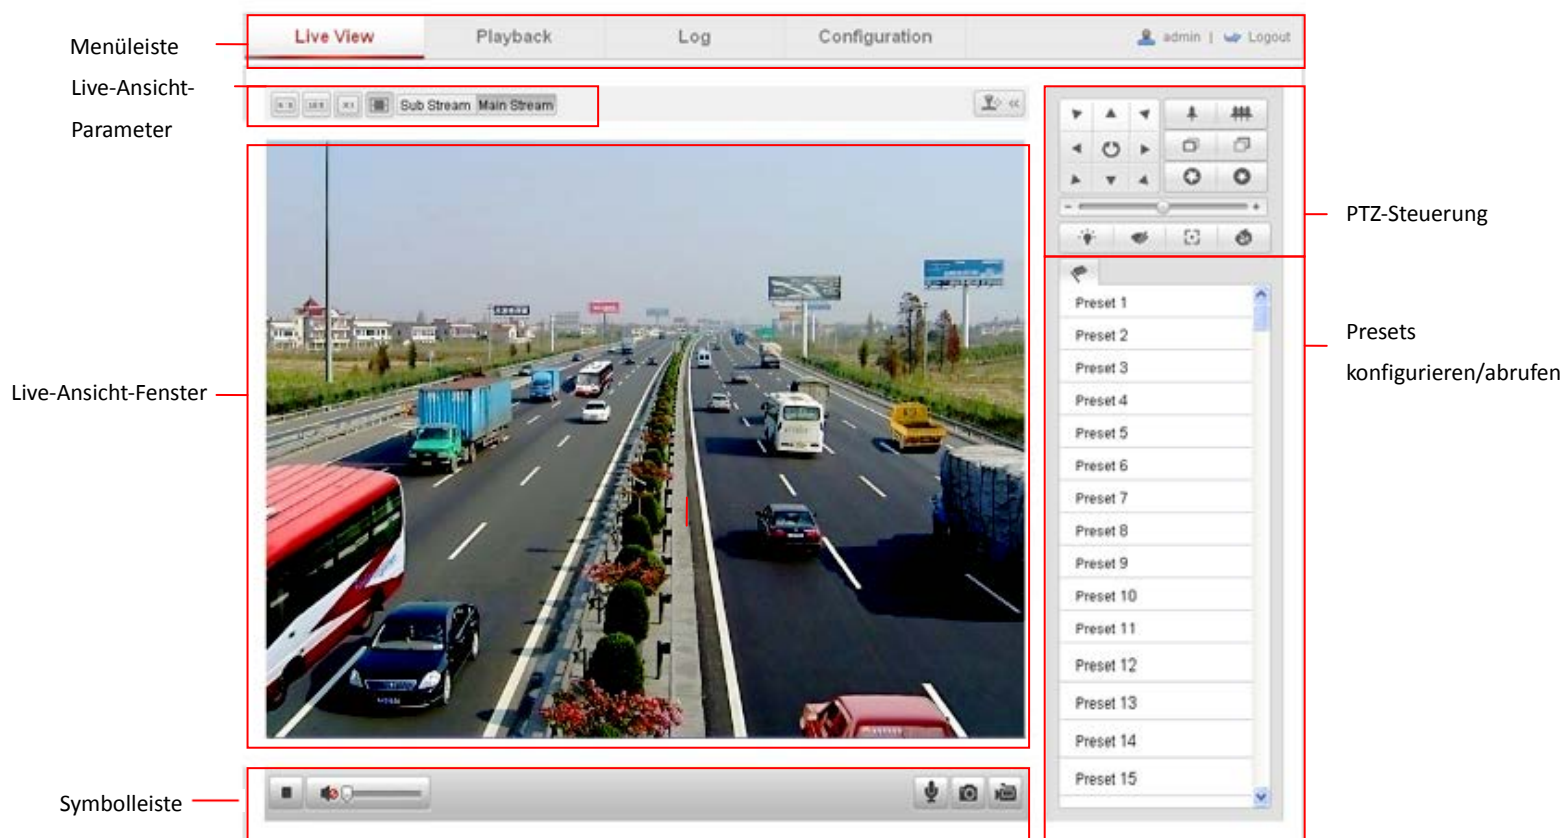 Live View
Playback
Log
Configuration
admin | Logout
Menüleiste
Live-Ansicht-
Parameter
Sub Stream
Main Stream
PTZ-Steuerung
Preset 1
Preset 2
Preset 3
Preset 4
Preset 5
Preset 6
Preset 7
Preset 8
Preset 9
Preset 10
Preset 11
Preset 12
Preset 13
Preset 14
Preset 15
Presets
konfigurieren/abrufen
Live-Ansicht-Fenster
Symbolleiste